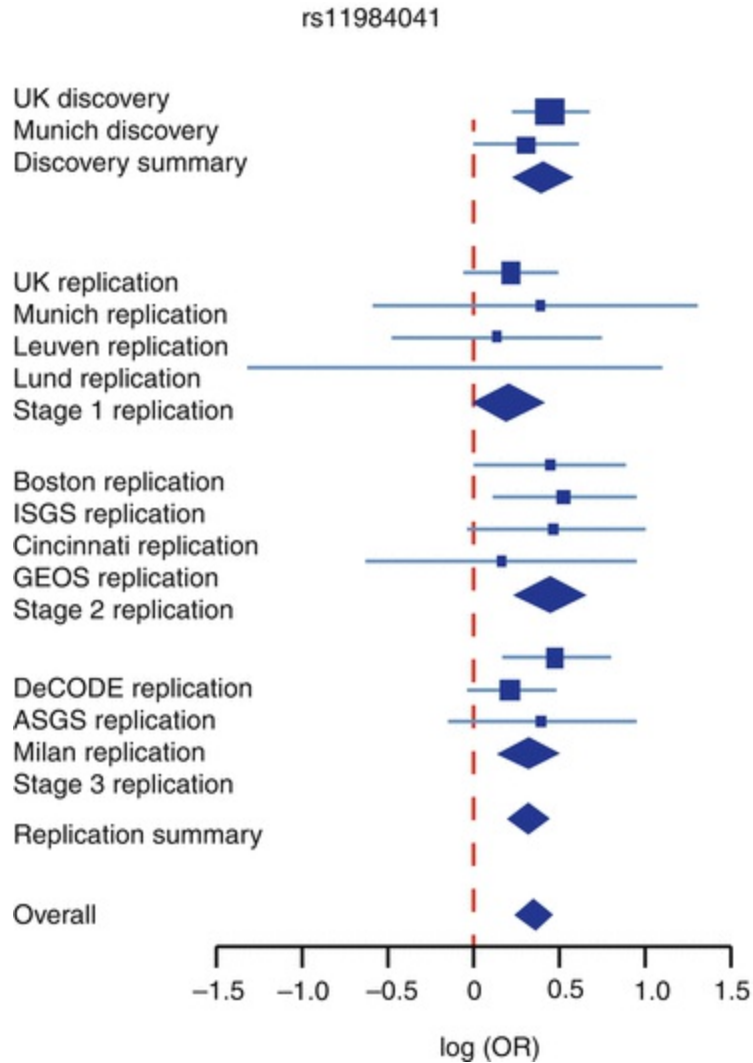 rs11984041
UK discovery
Munich discovery
Discovery summary
UK replication
Munich replication
Leuven replication
Lund replication
Stage 1 replication
Boston replication
ISGS replication
Cincinnati replication
GEOS replication
Stage 2 replication
DeCODE replication
ASGS replication
Milan replication
Stage 3 replication
Replication summary
Overall
−1.5 −1.0 −0.5 0 0.5 1.0 1.5
log (OR)